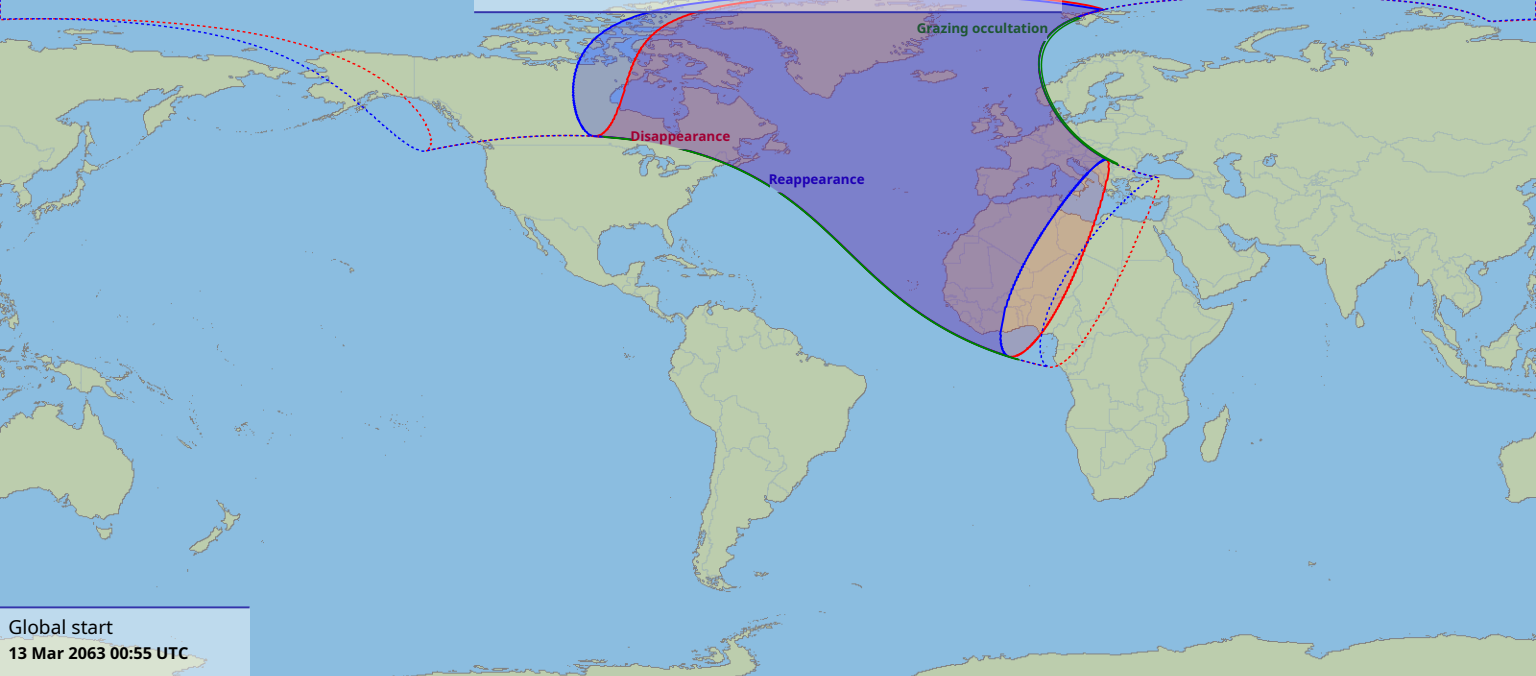 Grazing occultation
Disappearance
Reappearance
Global start
13 Mar 2063 00:55 UTC